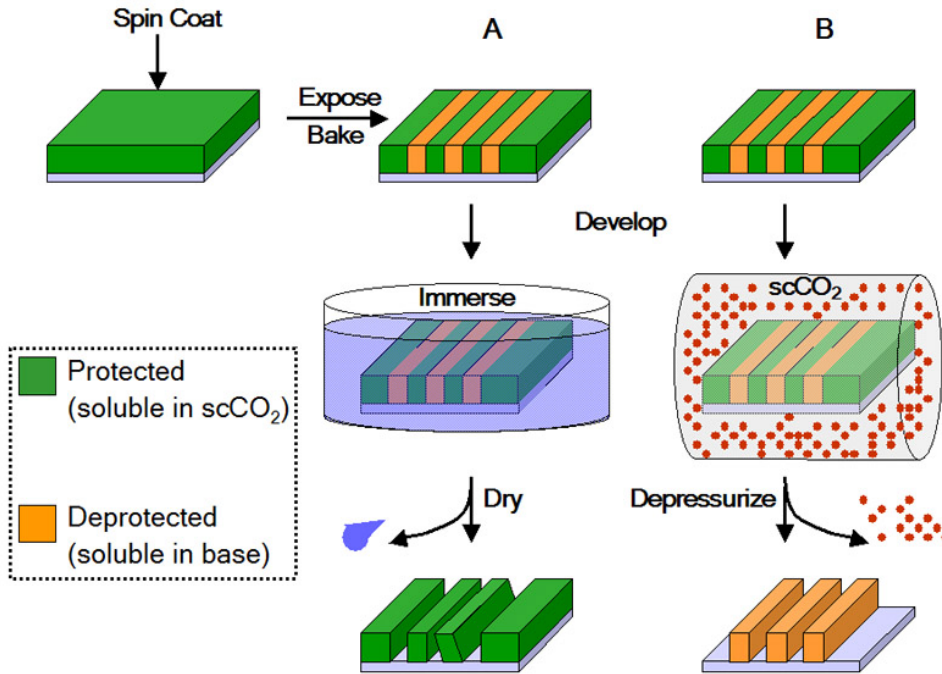 Spin Coat
A
B
Expose
Bake
Develop
Immerse
scCO₂
Protected
(soluble in scCO₂)
Deprotected
(soluble in base)
Dry
Depressurize